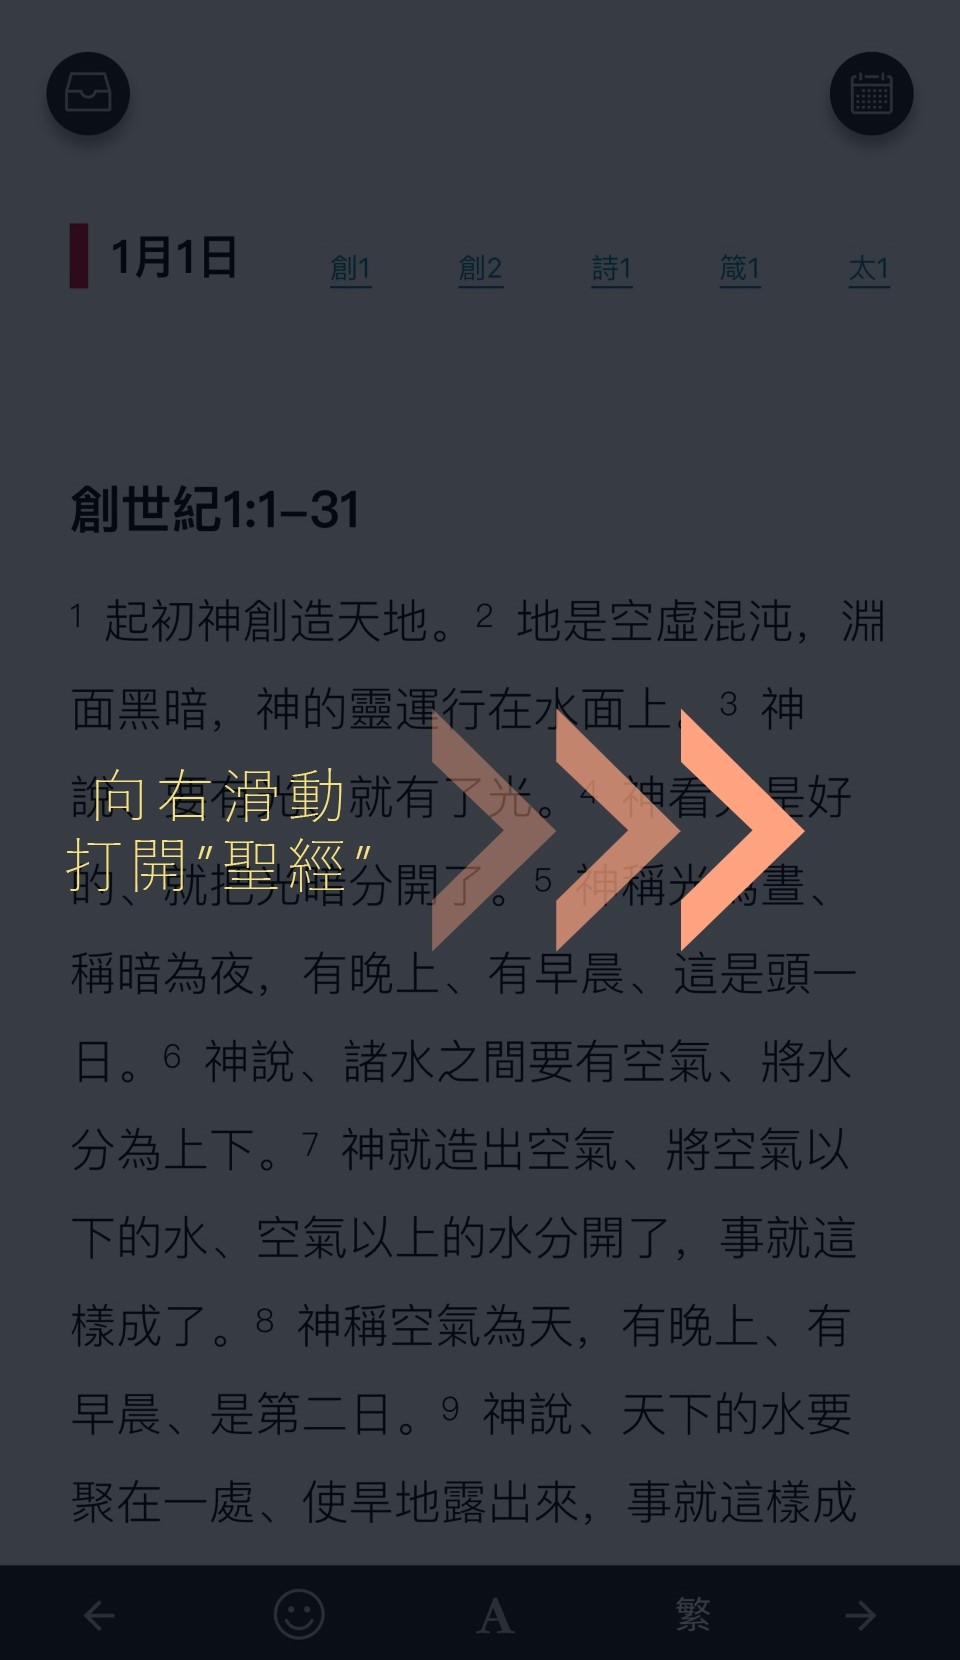 1月1日 創1 創2 詩1 箴1 太1
創世紀1:1–31
1 起初神創造天地。2 地是空虛混沌，淵
面黑暗，神的靈運行在水面上。3 神
說、要有光、就有了光。4 神看光是好
的、就把光暗分開了。5 神稱光為晝、
稱暗為夜，有晚上、有早晨、這是頭一
日。6 神說、諸水之間要有空氣、將水
分為上下。7 神就造出空氣、將空氣以
下的水、空氣以上的水分開了，事就這
樣成了。8 神稱空氣為天，有晚上、有
早晨、是第二日。9 神說、天下的水要
聚在一處、使旱地露出來，事就這樣成
向右滑動
打開"聖經"
A 繁